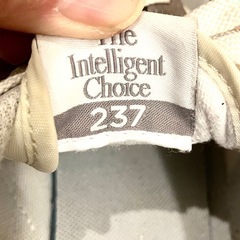 The
Intelligent
Choice
237